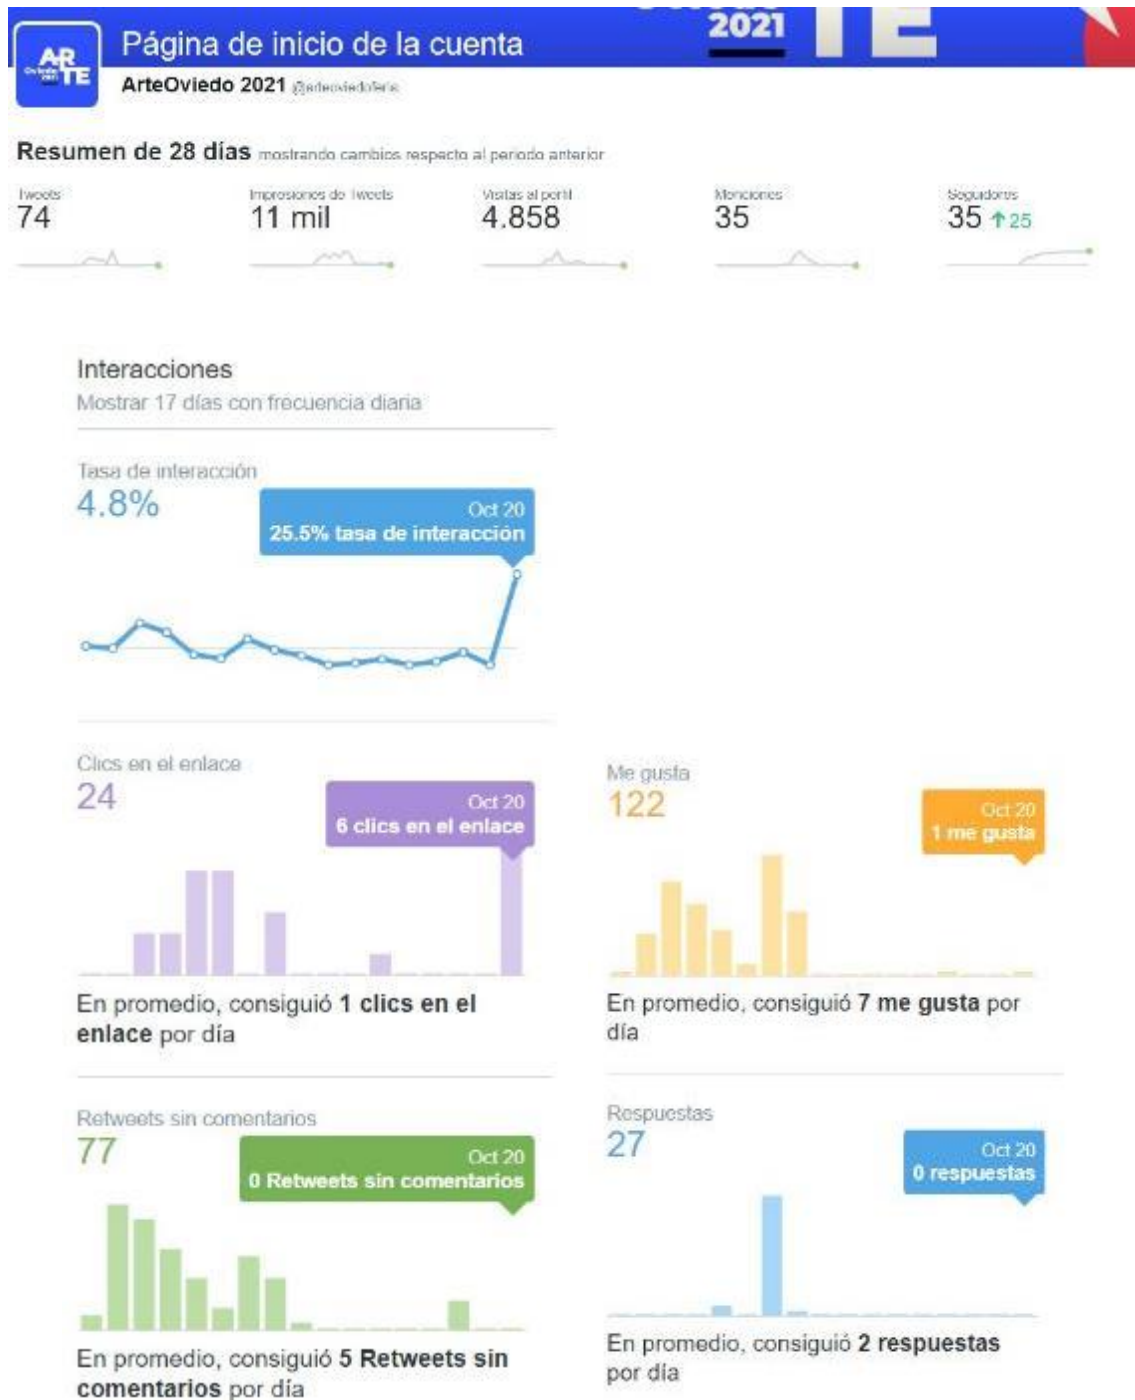 2021
TE
AR
TE
Página de inicio de la cuenta
ArteOviedo 2021 @arteoviedoferia
Resumen de 28 días mostrando cambios respecto al periodo anterior
Tweets
74
Impresiones de Tweets
11 mil
Visitas al perfil
4.858
Menciones
35
Seguidores
35 ↑25
Interacciones
Mostrar 17 días con frecuencia diaria
Tasa de interacción
4.8%
Oct 20
25.5% tasa de interacción
Clics en el enlace
24
Oct 20
6 clics en el enlace
En promedio, consiguió 1 clics en el
enlace por día
Me gusta
122
Oct 20
1 me gusta
En promedio, consiguió 7 me gusta por
día
Retweets sin comentarios
77
Oct 20
0 Retweets sin comentarios
En promedio, consiguió 5 Retweets sin
comentarios por día
Respuestas
27
Oct 20
0 respuestas
En promedio, consiguió 2 respuestas
por día